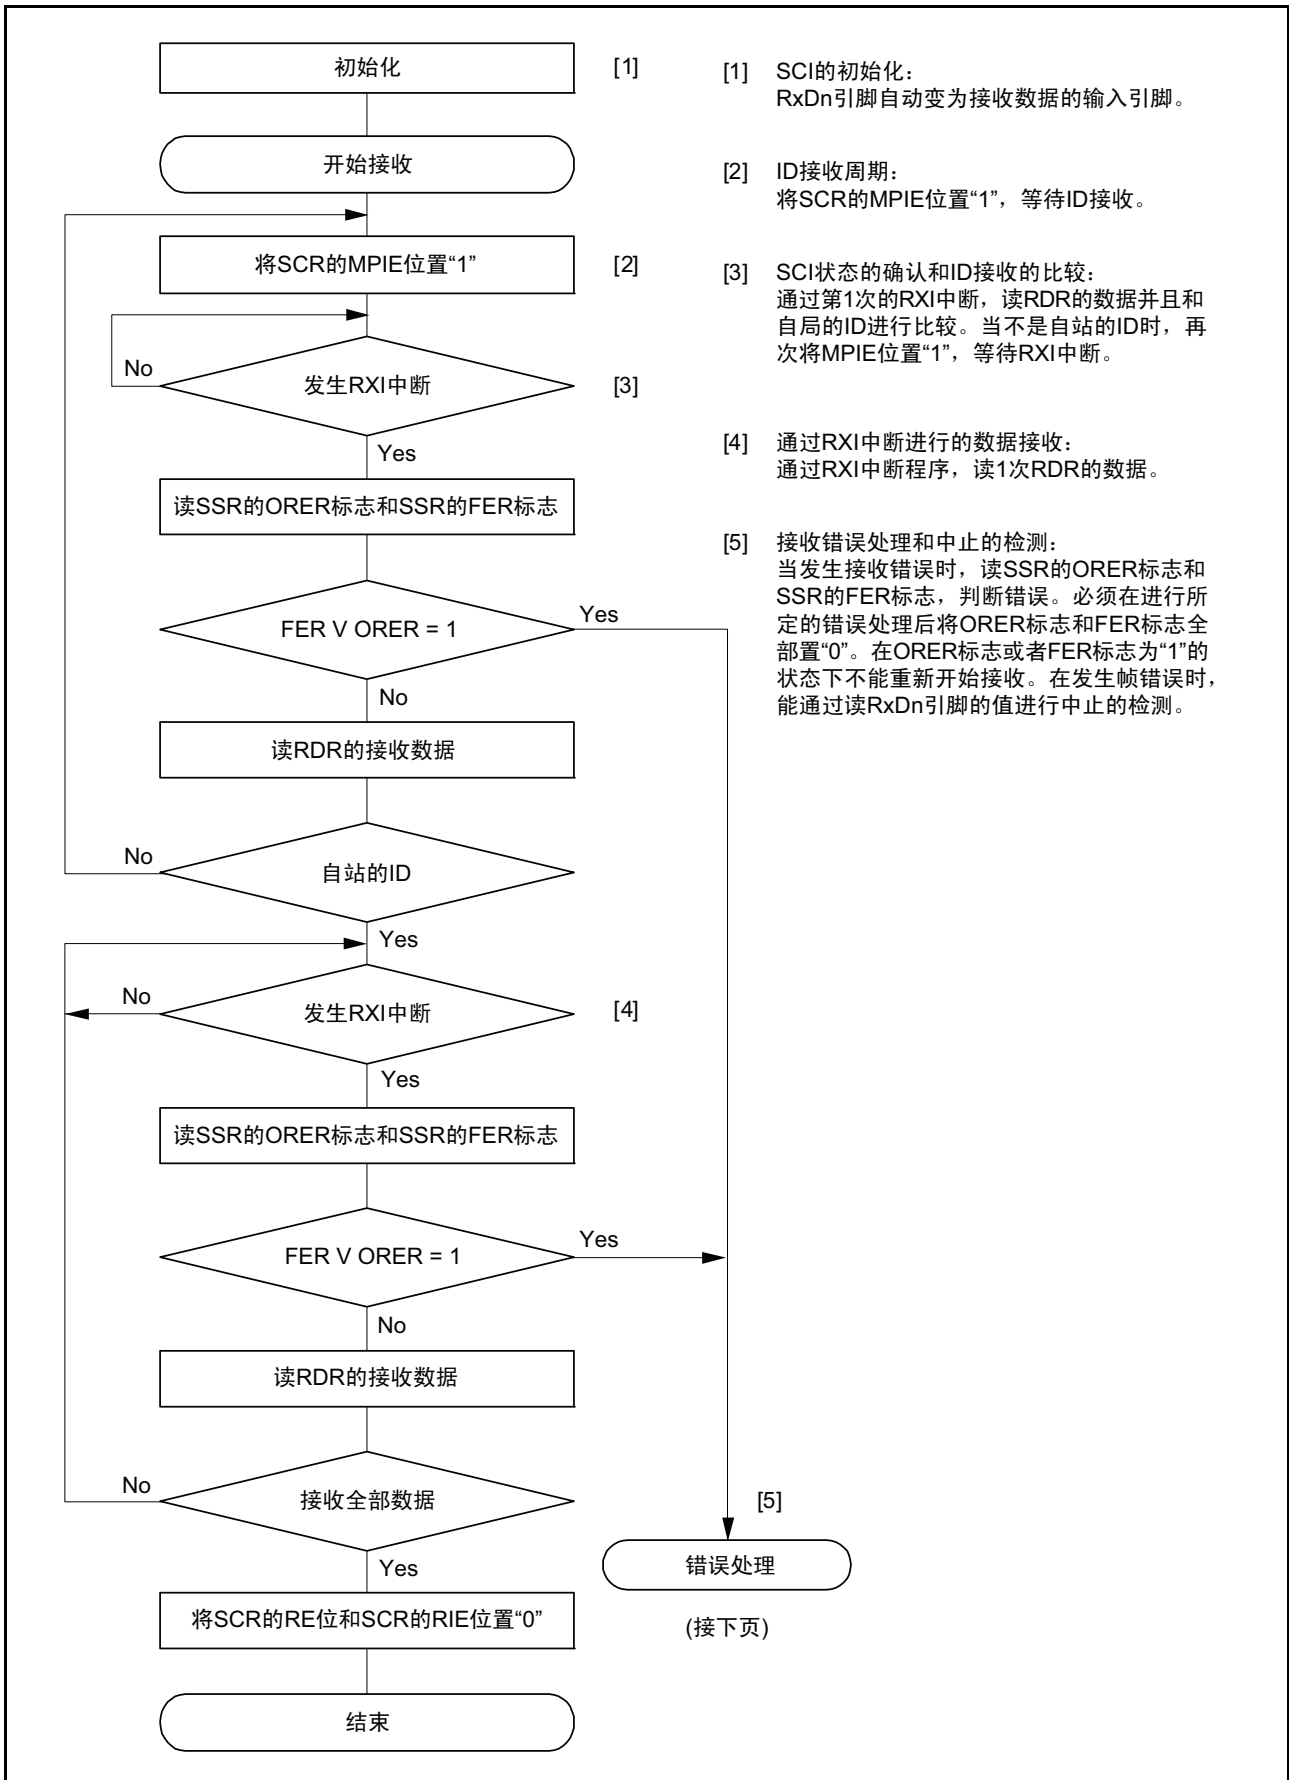 初始化
[1]
开始接收
将SCR的MPIE位置“1”
[2]
No
发生RXI中断
[3]
Yes
读SSR的ORER标志和SSR的FER标志
FER V ORER = 1
Yes
No
读RDR的接收数据
No
自站的ID
Yes
No
发生RXI中断
[4]
Yes
读SSR的ORER标志和SSR的FER标志
FER V ORER = 1
Yes
No
读RDR的接收数据
No
接收全部数据
Yes
将SCR的RE位和SCR的RIE位置“0”
结束
[5]
错误处理
(接下页)
[1] SCI的初始化：
RxDn引脚自动变为接收数据的输入引脚。
[2] ID接收周期：
将SCR的MPIE位置“1”，等待ID接收。
[3] SCI状态的确认和ID接收的比较：
通过第1次的RXI中断，读RDR的数据并且和
自局的ID进行比较。当不是自站的ID时，再
次将MPIE位置“1”，等待RXI中断。
[4] 通过RXI中断进行的数据接收：
通过RXI中断程序，读1次RDR的数据。
[5] 接收错误处理和中止的检测：
当发生接收错误时，读SSR的ORER标志和
SSR的FER标志，判断错误。必须在进行所
定的错误处理后将ORER标志和FER标志全
部置“0”。在ORER标志或者FER标志为“1”的
状态下不能重新开始接收。在发生帧错误时，
能通过读RxDn引脚的值进行中止的检测。